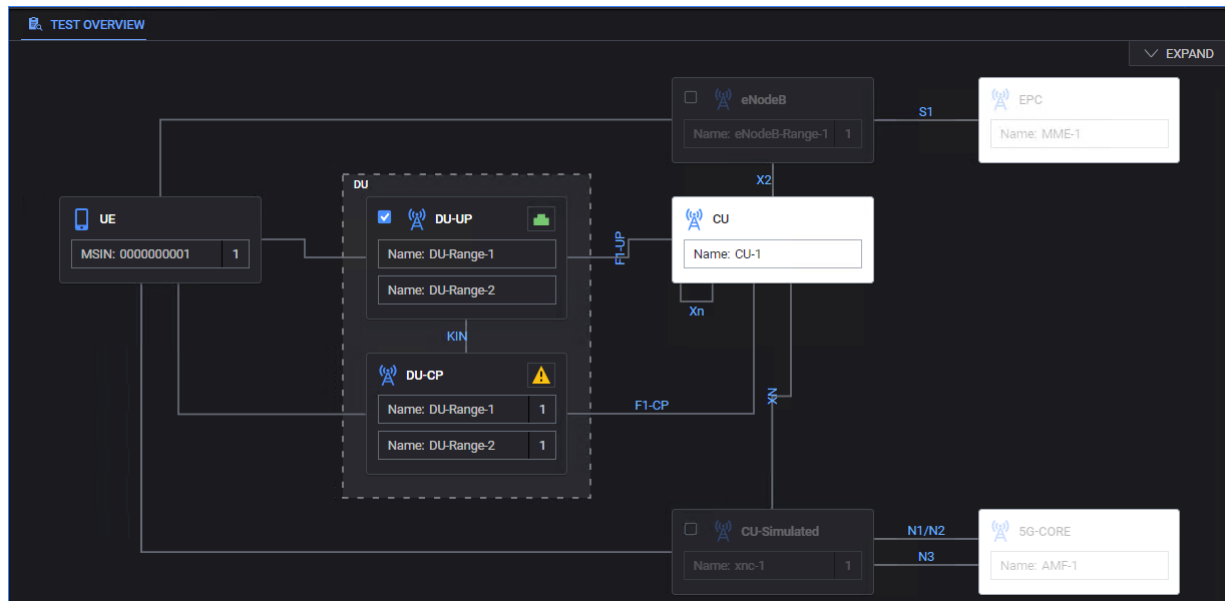 TEST OVERVIEW
EXPAND
eNodeB
Name: eNodeB-Range-1 1
S1
EPC
Name: MME-1
X2
DU
UE
MSIN: 0000000001 1
DU-UP
Name: DU-Range-1
Name: DU-Range-2
F1-UP
CU
Name: CU-1
Xn
KIN
DU-CP
Name: DU-Range-1 1
Name: DU-Range-2 1
F1-CP
XN
CU-Simulated
Name: xnc-1 1
N1/N2
N3
5G-CORE
Name: AMF-1